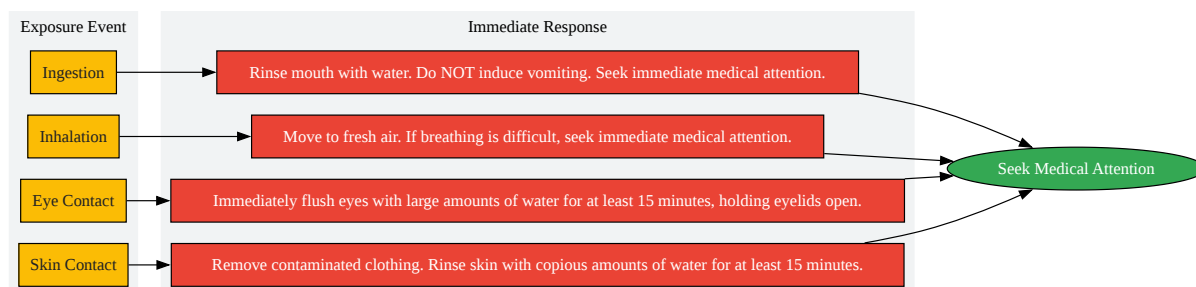 Exposure Event
Immediate Response
Ingestion
Rinse mouth with water. Do NOT induce vomiting. Seek immediate medical attention.
Inhalation
Move to fresh air. If breathing is difficult, seek immediate medical attention.
Seek Medical Attention
Eye Contact
Immediately flush eyes with large amounts of water for at least 15 minutes, holding eyelids open.
Skin Contact
Remove contaminated clothing. Rinse skin with copious amounts of water for at least 15 minutes.